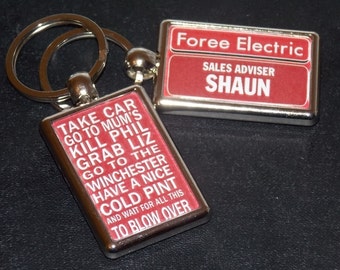 Foree Electric
SALES ADVISER
SHAUN
TAKE CAR
GO TO MUM'S
KILL PHIL
GRAB LIZ
GO TO THE
WINCHESTER
HAVE A NICE
COLD PINT
AND WAIT FOR ALL THIS
TO BLOW OVER